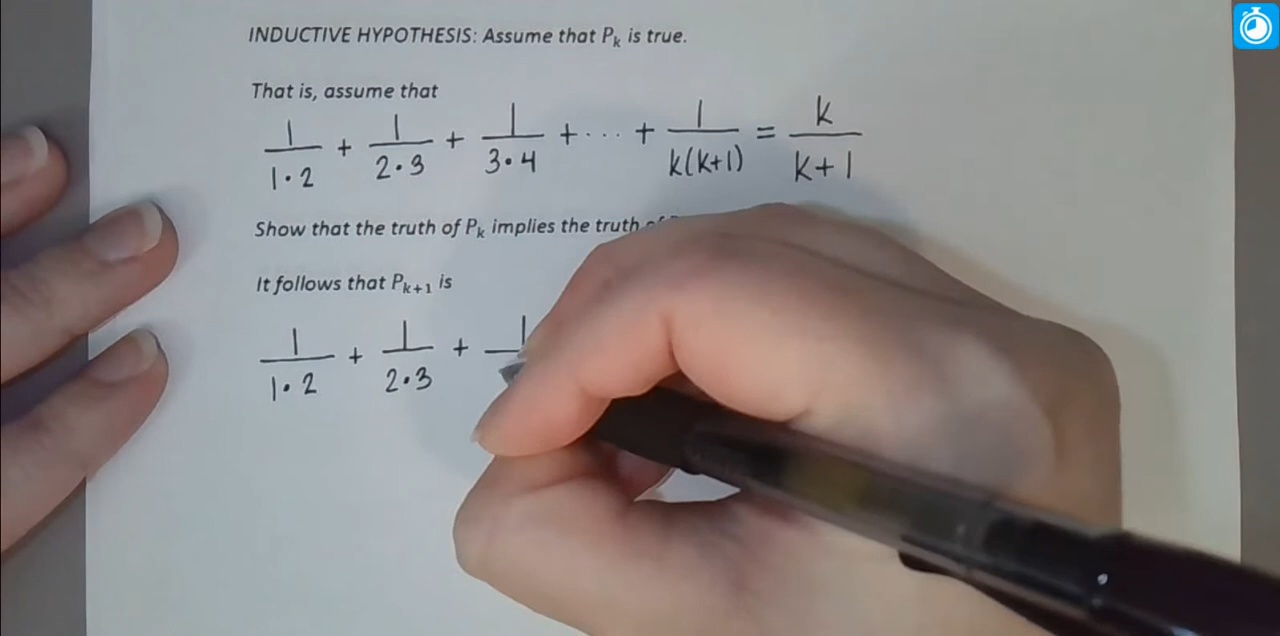 INDUCTIVE HYPOTHESIS: Assume that Pₖ is true.
That is, assume that
1/(1·2) + 1/(2·3) + 1/(3·4) + ... + 1/(k(k+1)) = k/(k+1)
Show that the truth of Pₖ implies the truth
It follows that Pₖ₊₁ is
1/(1·2) + 1/(2·3) + 1